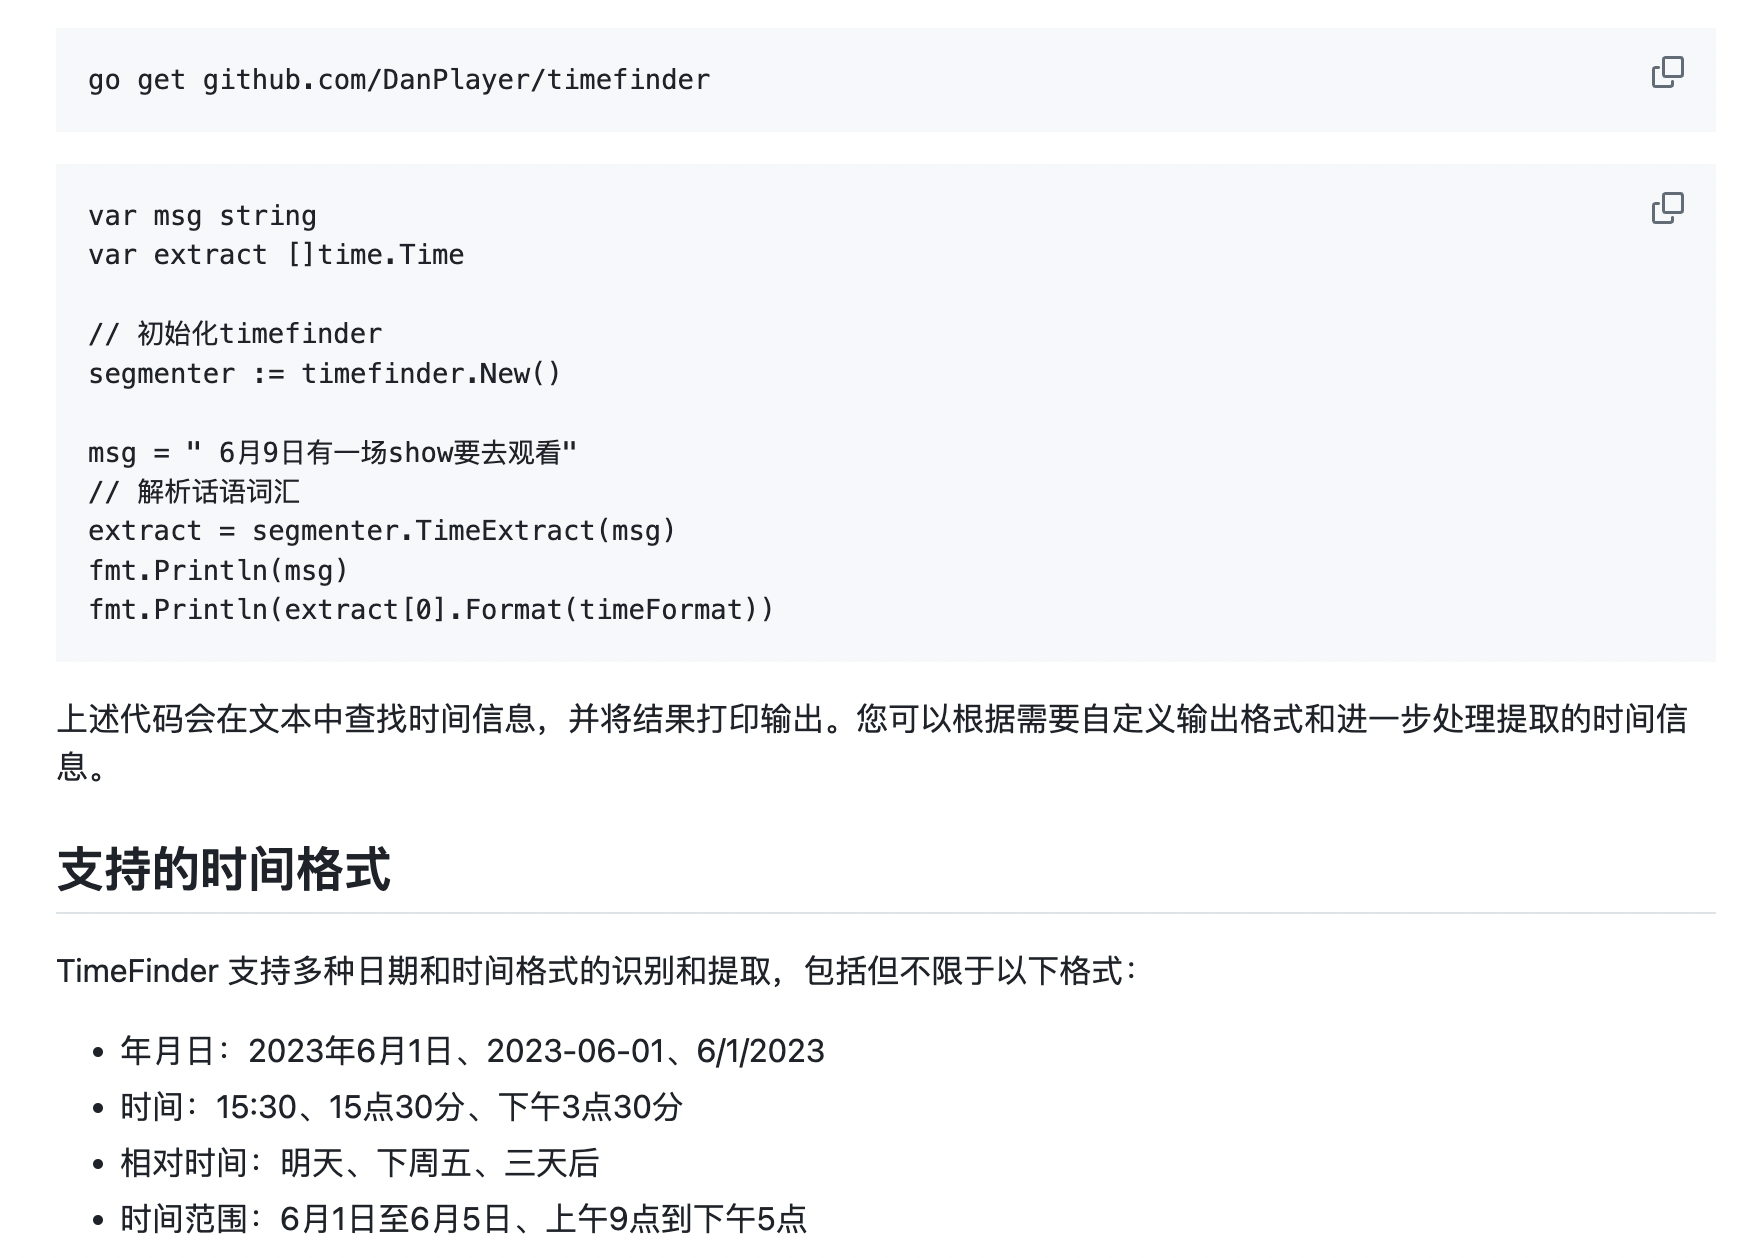 go get github.com/DanPlayer/timefinder
var msg string
var extract []time.Time
// 初始化timefinder
segmenter := timefinder.New()
msg = " 6月9日有一场show要去观看"
// 解析话语词汇
extract = segmenter.TimeExtract(msg)
fmt.Println(msg)
fmt.Println(extract[0].Format(timeFormat))
上述代码会在文本中查找时间信息，并将结果打印输出。您可以根据需要自定义输出格式和进一步处理提取的时间信
息。
支持的时间格式
TimeFinder 支持多种日期和时间格式的识别和提取，包括但不限于以下格式：
• 年月日：2023年6月1日、2023-06-01、6/1/2023
• 时间：15:30、15点30分、下午3点30分
• 相对时间：明天、下周五、三天后
• 时间范围：6月1日至6月5日、上午9点到下午5点